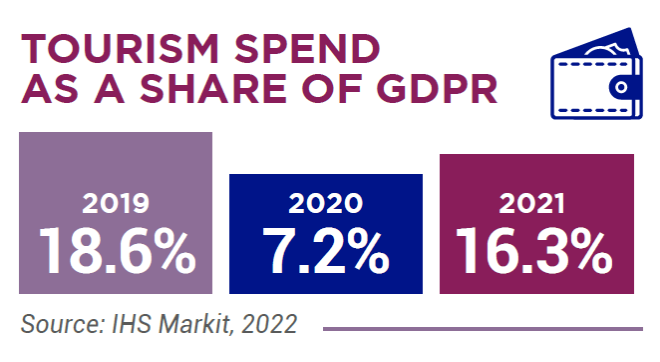 TOURISM SPEND
AS A SHARE OF GDPR
2019
18.6%
2020
7.2%
2021
16.3%
Source: IHS Markit, 2022